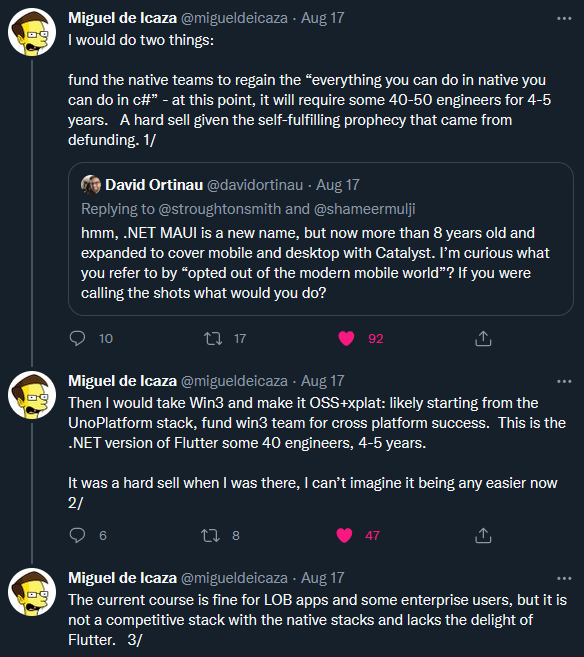 Miguel de Icaza @migueldeicaza · Aug 17
I would do two things:
fund the native teams to regain the “everything you can do in native you
can do in c#” - at this point, it will require some 40-50 engineers for 4-5
years.   A hard sell given the self-fulfilling prophecy that came from
defunding. 1/
David Ortinau @davidortinau · Aug 17
Replying to @stroughtonsmith and @shameermulji
hmm, .NET MAUI is a new name, but now more than 8 years old and
expanded to cover mobile and desktop with Catalyst. I’m curious what
you refer to by “opted out of the modern mobile world”? If you were
calling the shots what would you do?
10 17 92
Miguel de Icaza @migueldeicaza · Aug 17
Then I would take Win3 and make it OSS+xplat: likely starting from the
UnoPlatform stack, fund win3 team for cross platform success.  This is the
.NET version of Flutter some 40 engineers, 4-5 years.
It was a hard sell when I was there, I can’t imagine it being any easier now
2/
6 8 47
Miguel de Icaza @migueldeicaza · Aug 17
The current course is fine for LOB apps and some enterprise users, but it is
not a competitive stack with the native stacks and lacks the delight of
Flutter.   3/